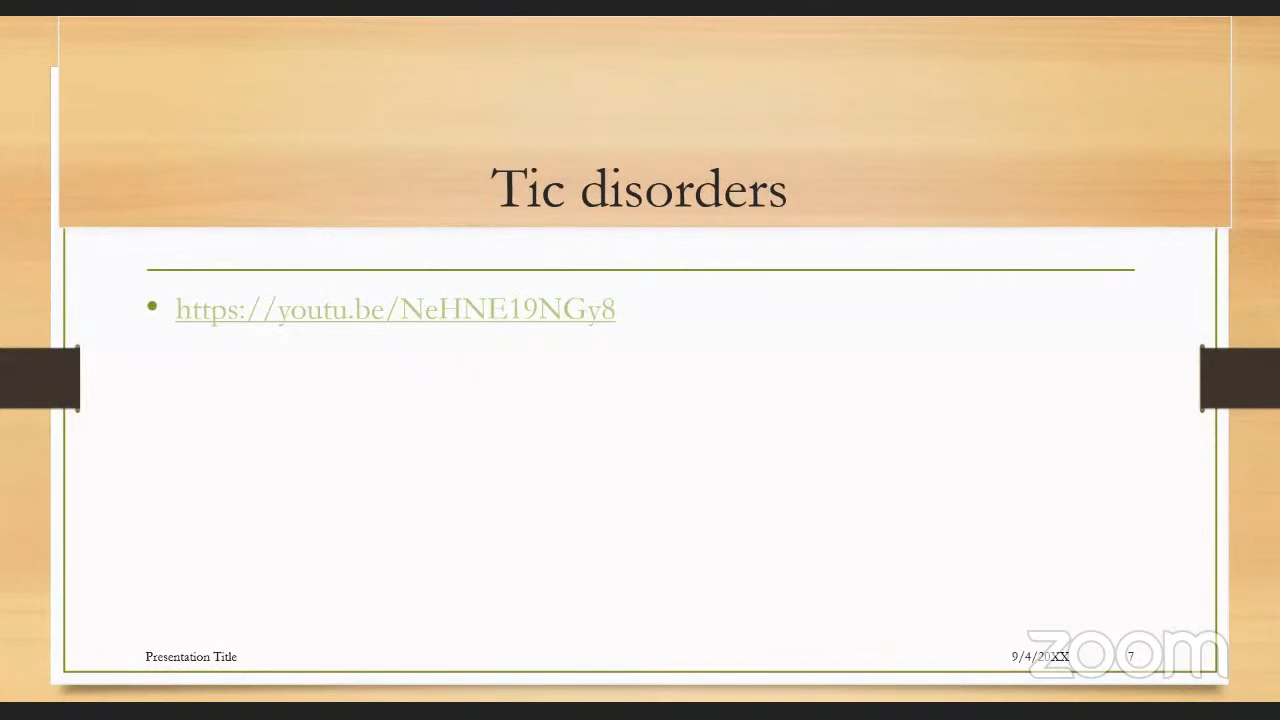 Tic disorders
• https://youtu.be/NeHNE19NGy8
Presentation Title
9/4/20XX
7
zoom